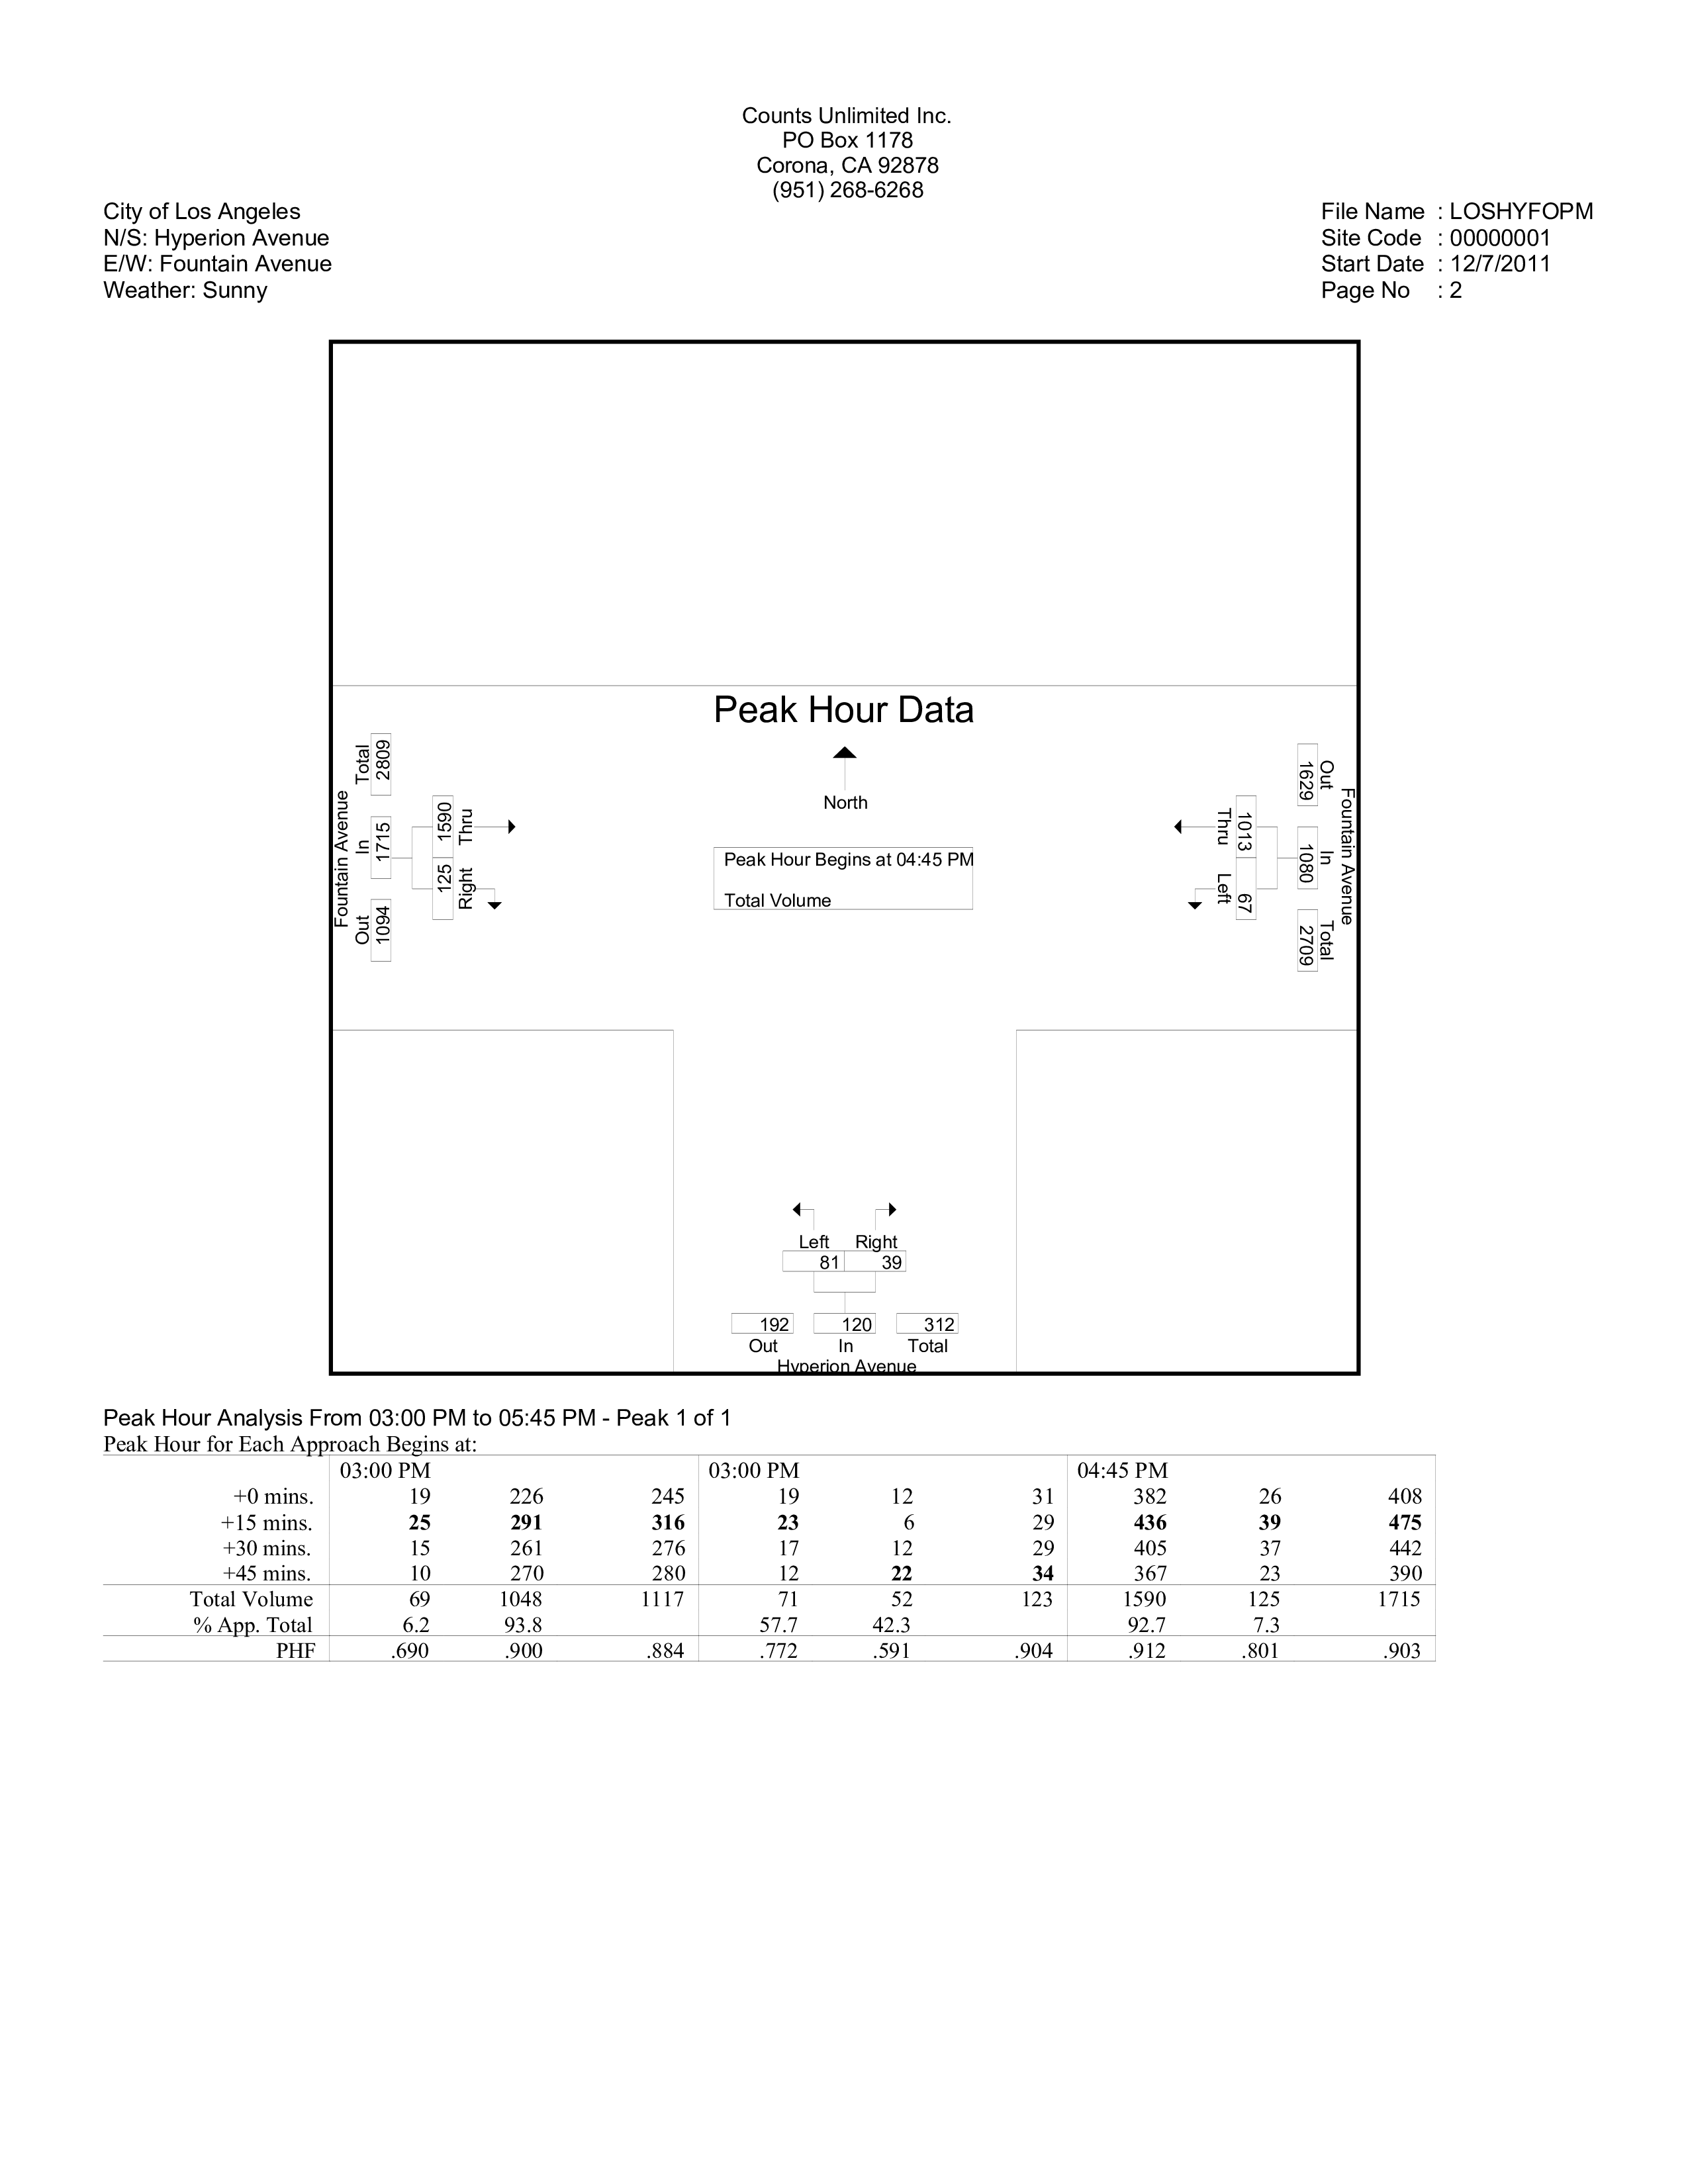 Counts Unlimited Inc.
PO Box 1178
Corona, CA 92878
(951) 268-6268
City of Los Angeles
N/S: Hyperion Avenue
E/W: Fountain Avenue
Weather: Sunny
File Name : LOSHYFOPM
Site Code : 00000001
Start Date : 12/7/2011
Page No : 2
Peak Hour Data
North
Peak Hour Begins at 04:45 PM
Total Volume
Fountain Avenue
Out In Total
1094 1715 2809
Right Thru
125 1590
Fountain Avenue
Out In Total
1629 1080 2709
Thru Left
1013 67
Left Right
81 39
192 120 312
Out In Total
Hyperion Avenue
Peak Hour Analysis From 03:00 PM to 05:45 PM - Peak 1 of 1
Peak Hour for Each Approach Begins at:
03:00 PM 03:00 PM 04:45 PM
+0 mins. 19 226 245 19 12 31 382 26 408
+15 mins. 25 291 316 23 6 29 436 39 475
+30 mins. 15 261 276 17 12 29 405 37 442
+45 mins. 10 270 280 12 22 34 367 23 390
Total Volume 69 1048 1117 71 52 123 1590 125 1715
% App. Total 6.2 93.8 57.7 42.3 92.7 7.3
PHF .690 .900 .884 .772 .591 .904 .912 .801 .903